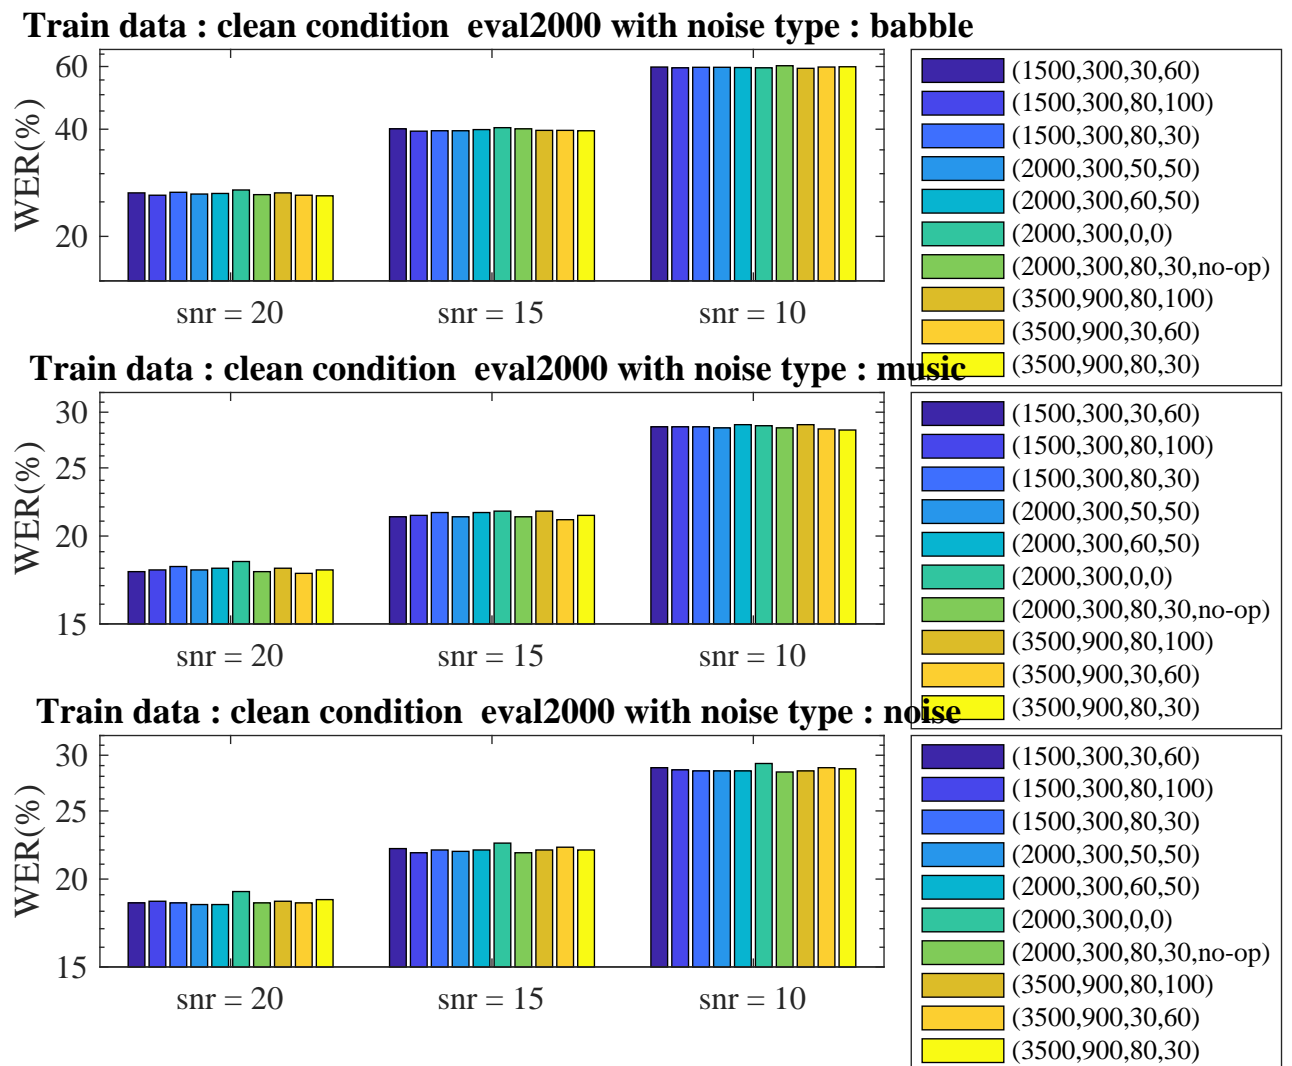 Train data : clean condition  eval2000 with noise type : babble
WER(%)
60
40
20
snr = 20
snr = 15
snr = 10
(1500,300,30,60)
(1500,300,80,100)
(1500,300,80,30)
(2000,300,50,50)
(2000,300,60,50)
(2000,300,0,0)
(2000,300,80,30,no-op)
(3500,900,80,100)
(3500,900,30,60)
(3500,900,80,30)
Train data : clean condition  eval2000 with noise type : music
WER(%)
30
25
20
15
snr = 20
snr = 15
snr = 10
(1500,300,30,60)
(1500,300,80,100)
(1500,300,80,30)
(2000,300,50,50)
(2000,300,60,50)
(2000,300,0,0)
(2000,300,80,30,no-op)
(3500,900,80,100)
(3500,900,30,60)
(3500,900,80,30)
Train data : clean condition  eval2000 with noise type : noise
WER(%)
30
25
20
15
snr = 20
snr = 15
snr = 10
(1500,300,30,60)
(1500,300,80,100)
(1500,300,80,30)
(2000,300,50,50)
(2000,300,60,50)
(2000,300,0,0)
(2000,300,80,30,no-op)
(3500,900,80,100)
(3500,900,30,60)
(3500,900,80,30)